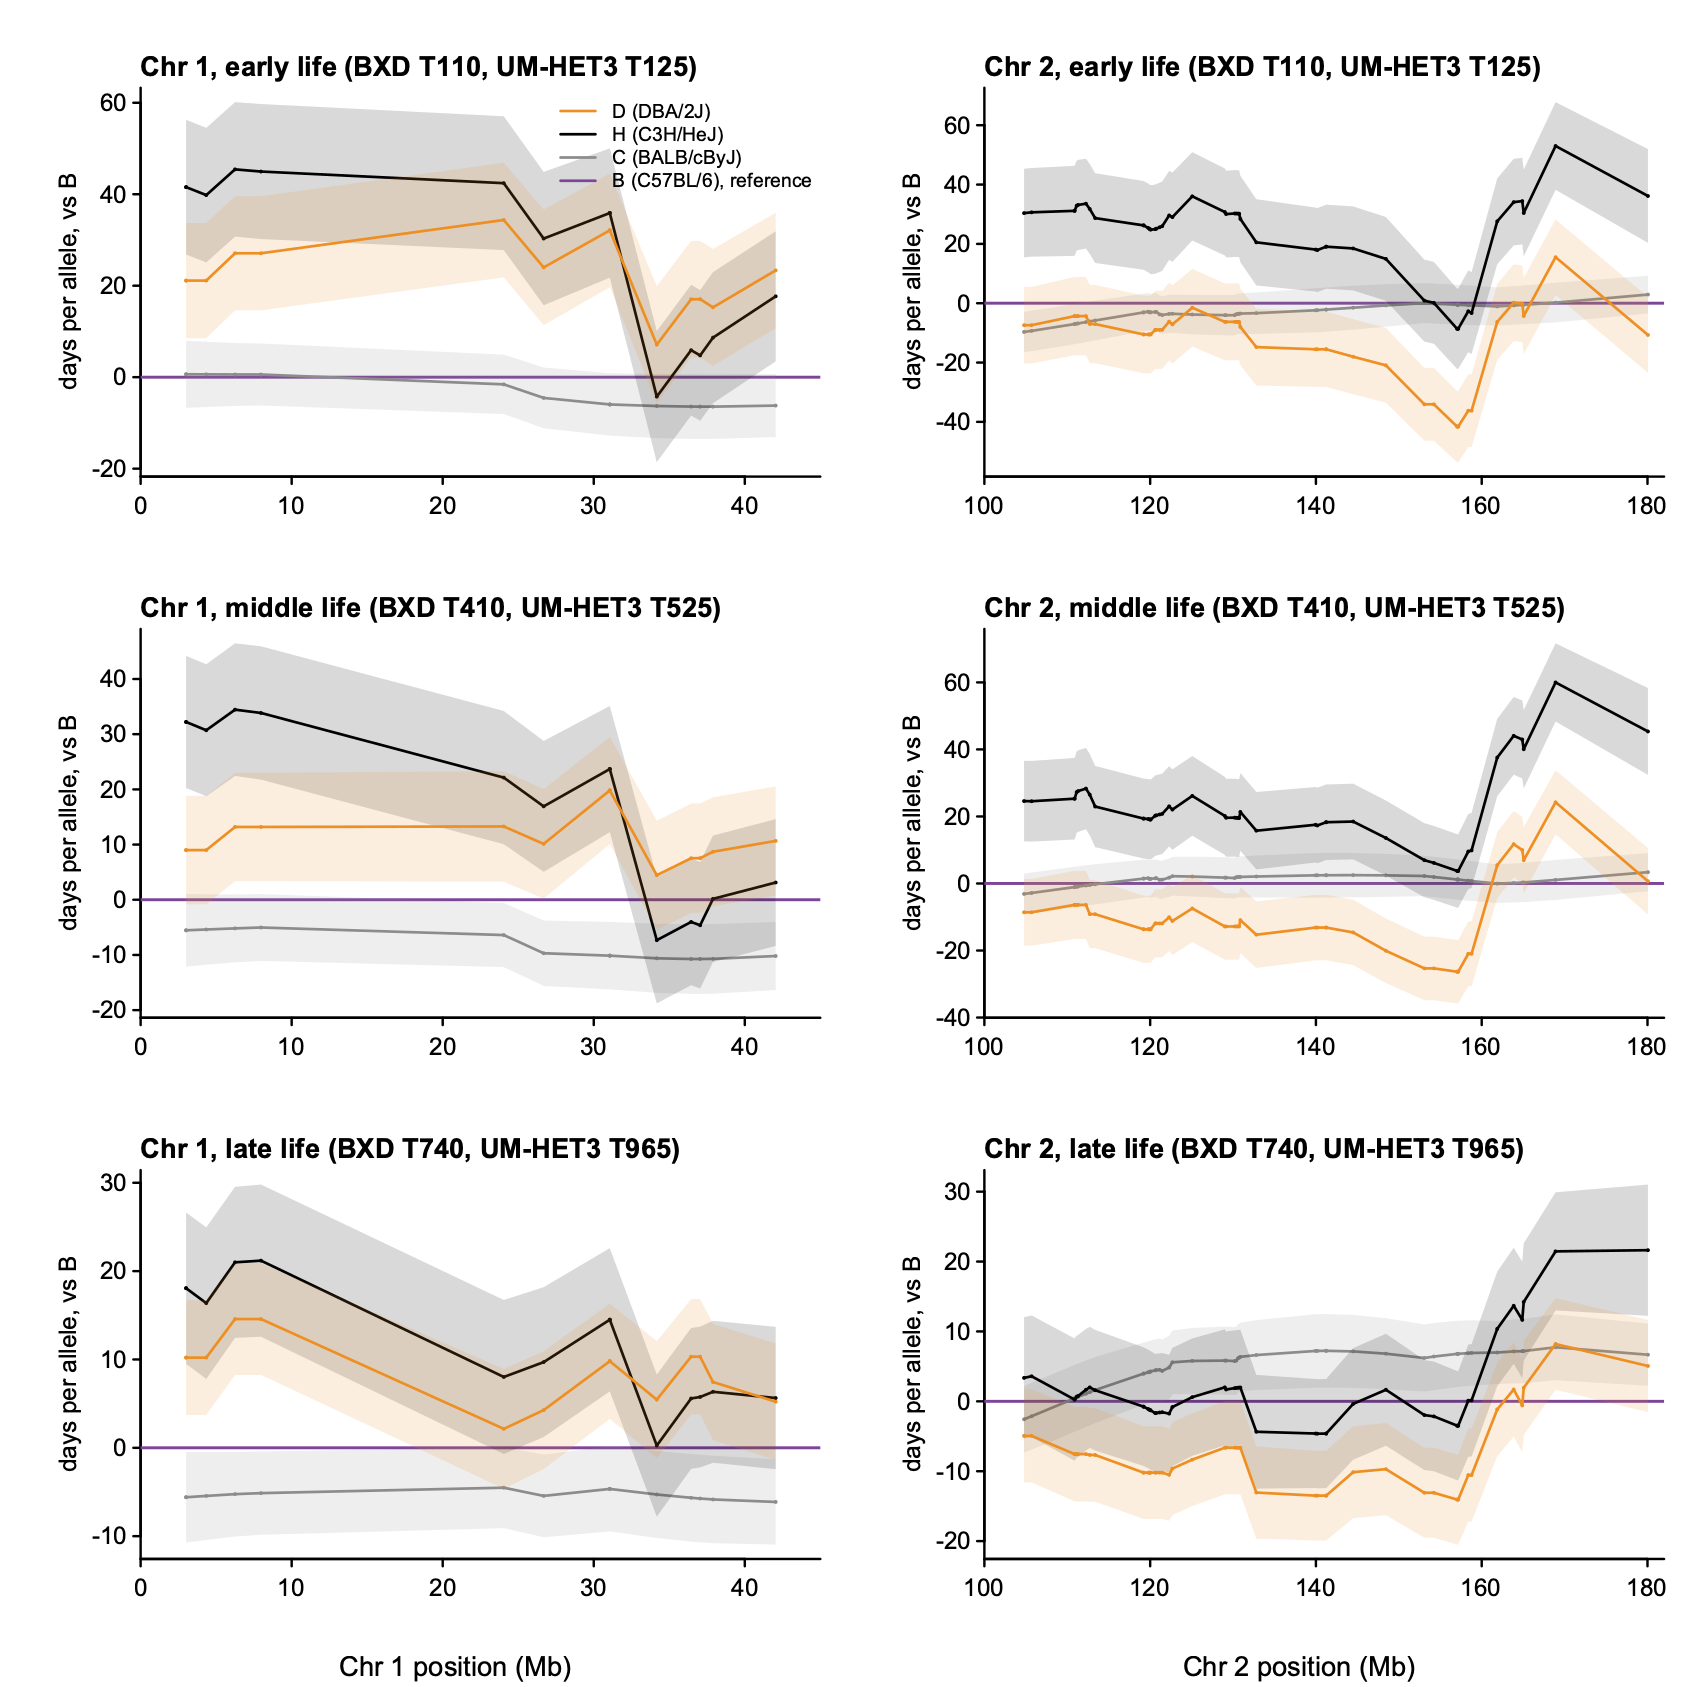 Chr 1, early life (BXD T110, UM-HET3 T125)
days per allele, vs B
60
40
20
0
-20
D (DBA/2J)
H (C3H/HeJ)
C (BALB/cByJ)
B (C57BL/6), reference
0 10 20 30 40
Chr 2, early life (BXD T110, UM-HET3 T125)
days per allele, vs B
60
40
20
0
-20
-40
100 120 140 160 180
Chr 1, middle life (BXD T410, UM-HET3 T525)
days per allele, vs B
40
30
20
10
0
-10
-20
0 10 20 30 40
Chr 2, middle life (BXD T410, UM-HET3 T525)
days per allele, vs B
60
40
20
0
-20
-40
100 120 140 160 180
Chr 1, late life (BXD T740, UM-HET3 T965)
days per allele, vs B
30
20
10
0
-10
0 10 20 30 40
Chr 1 position (Mb)
Chr 2, late life (BXD T740, UM-HET3 T965)
days per allele, vs B
30
20
10
0
-10
-20
100 120 140 160 180
Chr 2 position (Mb)